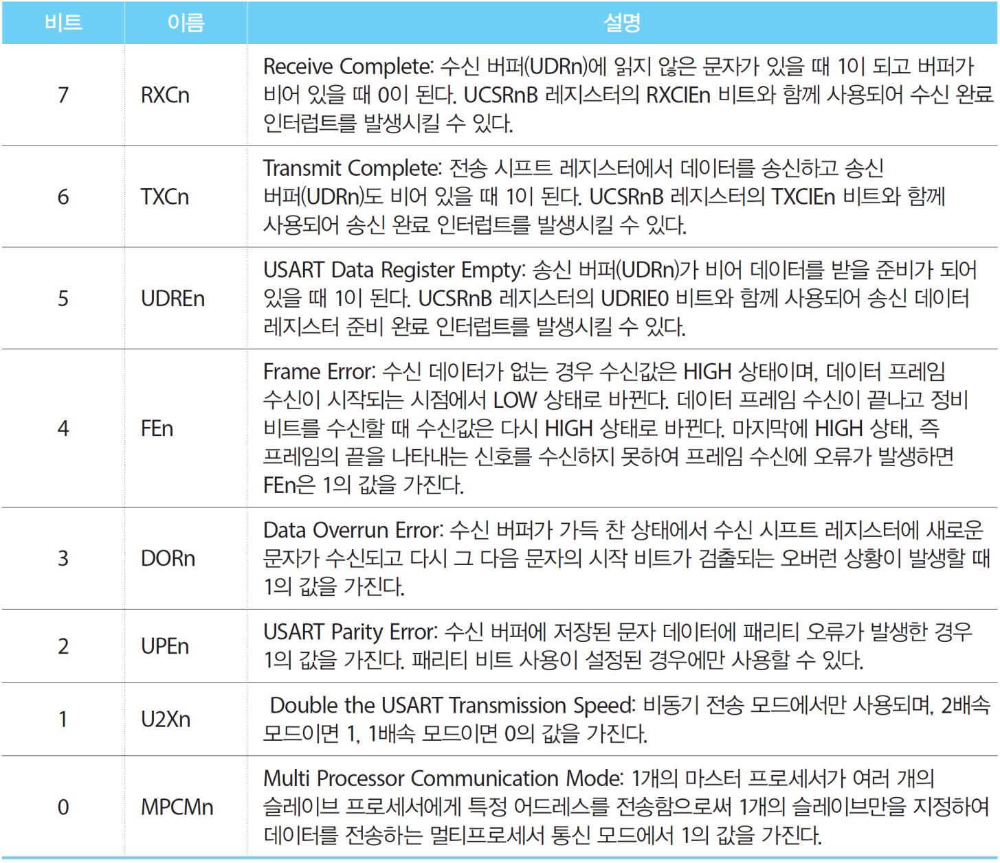 비트 이름 설명
7 RXCn Receive Complete: 수신 버퍼(UDRn)에 읽지 않은 문자가 있을 때 1이 되고 버퍼가
비어 있을 때 0이 된다. UCSRnB 레지스터의 RXCIEn 비트와 함께 사용되어 수신 완료
인터럽트를 발생시킬 수 있다.
6 TXCn Transmit Complete: 전송 시프트 레지스터에서 데이터를 송신하고 송신
버퍼(UDRn)도 비어 있을 때 1이 된다. UCSRnB 레지스터의 TXCIEn 비트와 함께
사용되어 송신 완료 인터럽트를 발생시킬 수 있다.
5 UDREn USART Data Register Empty: 송신 버퍼(UDRn)가 비어 데이터를 받을 준비가 되어
있을 때 1이 된다. UCSRnB 레지스터의 UDRIE0 비트와 함께 사용되어 송신 데이터
레지스터 준비 완료 인터럽트를 발생시킬 수 있다.
4 FEn Frame Error: 수신 데이터가 없는 경우 수신값은 HIGH 상태이며, 데이터 프레임
수신이 시작되는 시점에서 LOW 상태로 바뀐다. 데이터 프레임 수신이 끝나고 정비
비트를 수신할 때 수신값은 다시 HIGH 상태로 바뀐다. 마지막에 HIGH 상태, 즉
프레임의 끝을 나타내는 신호를 수신하지 못하여 프레임 수신에 오류가 발생하면
FEn은 1의 값을 가진다.
3 DORn Data Overrun Error: 수신 버퍼가 가득 찬 상태에서 수신 시프트 레지스터에 새로운
문자가 수신되고 다시 그 다음 문자의 시작 비트가 검출되는 오버런 상황이 발생할 때
1의 값을 가진다.
2 UPEn USART Parity Error: 수신 버퍼에 저장된 문자 데이터에 패리티 오류가 발생한 경우
1의 값을 가진다. 패리티 비트 사용이 설정된 경우에만 사용할 수 있다.
1 U2Xn Double the USART Transmission Speed: 비동기 전송 모드에서만 사용되며, 2배속
모드이면 1, 1배속 모드이면 0의 값을 가진다.
0 MPCMn Multi Processor Communication Mode: 1개의 마스터 프로세서가 여러 개의
슬레이브 프로세서에게 특정 어드레스를 전송함으로써 1개의 슬레이브만을 지정하여
데이터를 전송하는 멀티프로세서 통신 모드에서 1의 값을 가진다.